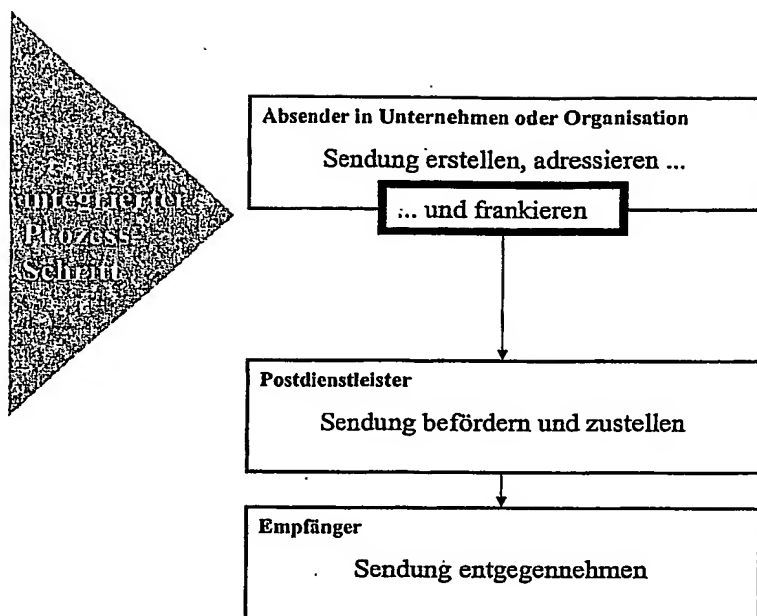 Absender in Unternehmen oder Organisation
Sendung erstellen, adressieren ...
... und frankieren
integrierter
Prozess-
Schritt
Postdienstleister
Sendung befördern und zustellen
Empfänger
Sendung entgegennehmen